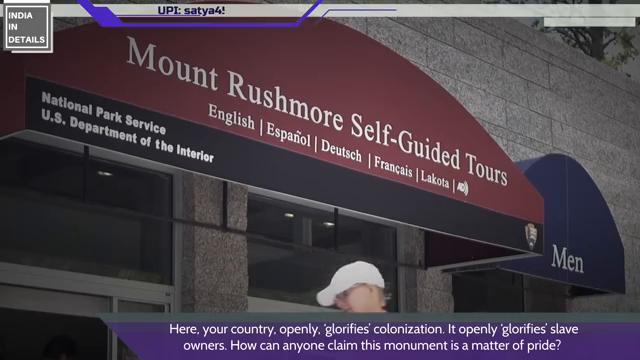 INDIA
IN
DETAILS
UPI: satya4!
Mount Rushmore Self-Guided Tours
English | Español | Deutsch | Français | Lakota | AD
National Park Service
U.S. Department of the Interior
Men
Here, your country, openly, 'glorifies' colonization. It openly 'glorifies' slave
owners. How can anyone claim this monument is a matter of pride?